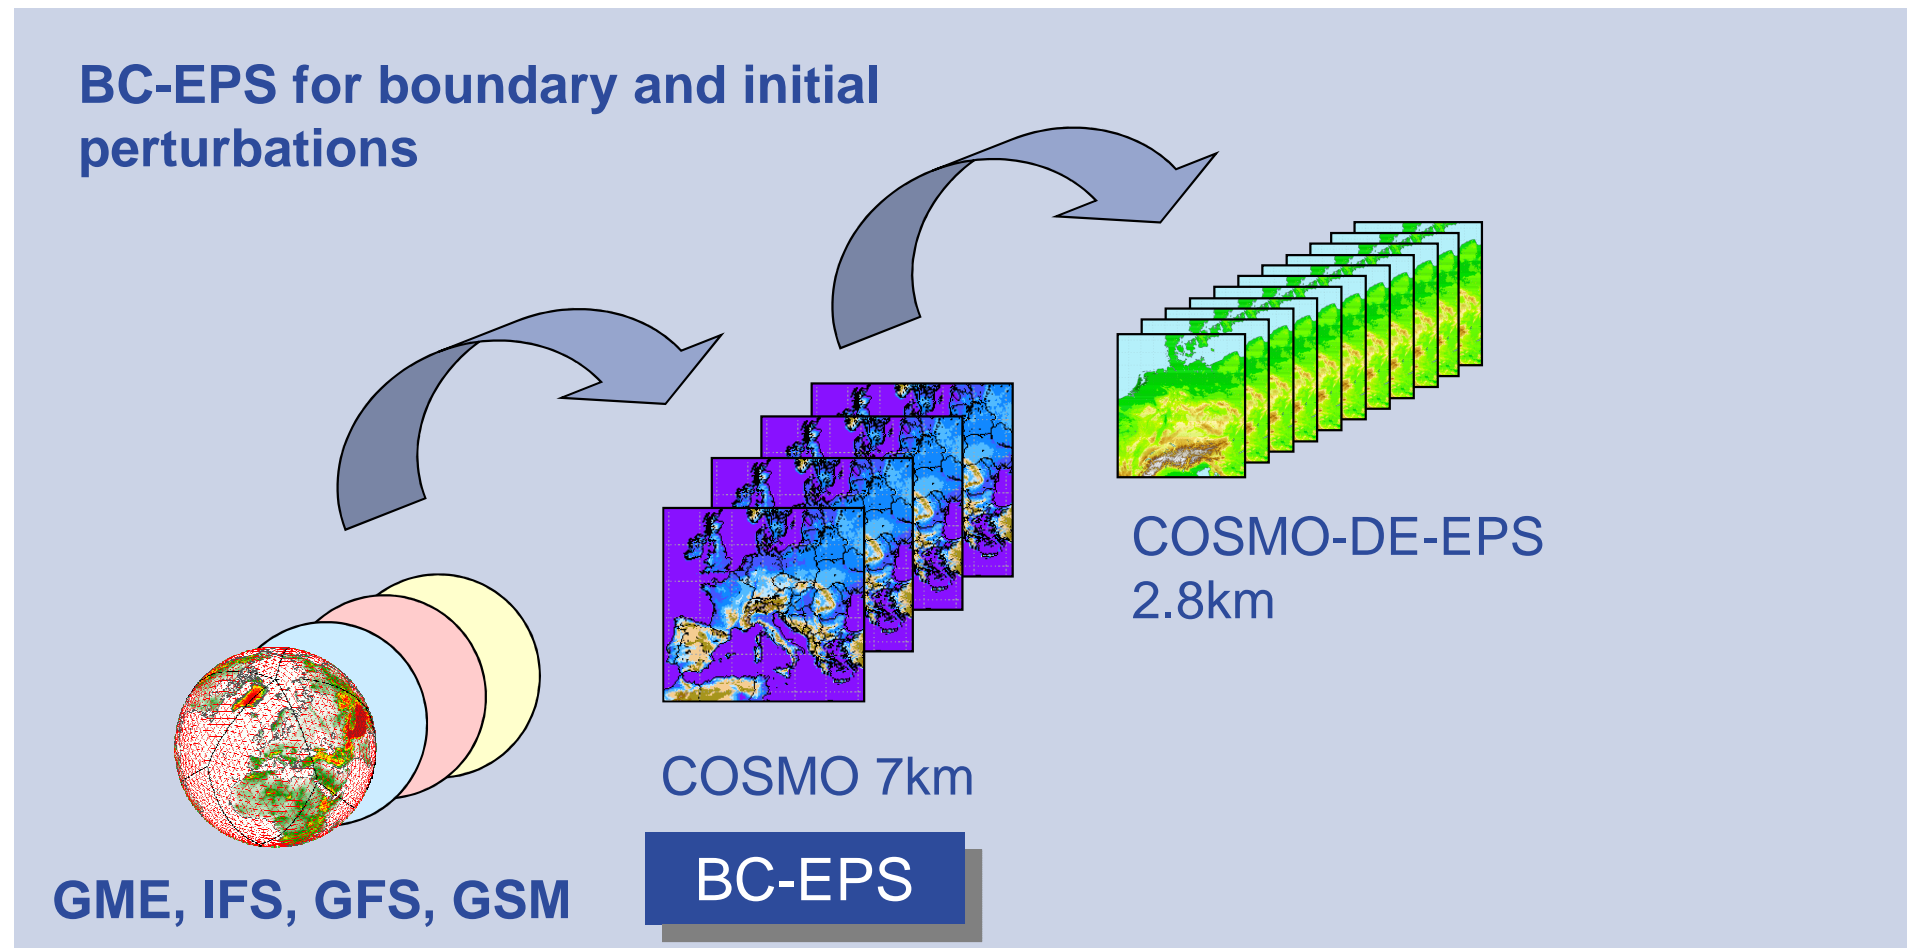 BC-EPS for boundary and initial
perturbations
COSMO-DE-EPS
2.8km
COSMO 7km
BC-EPS
GME, IFS, GFS, GSM